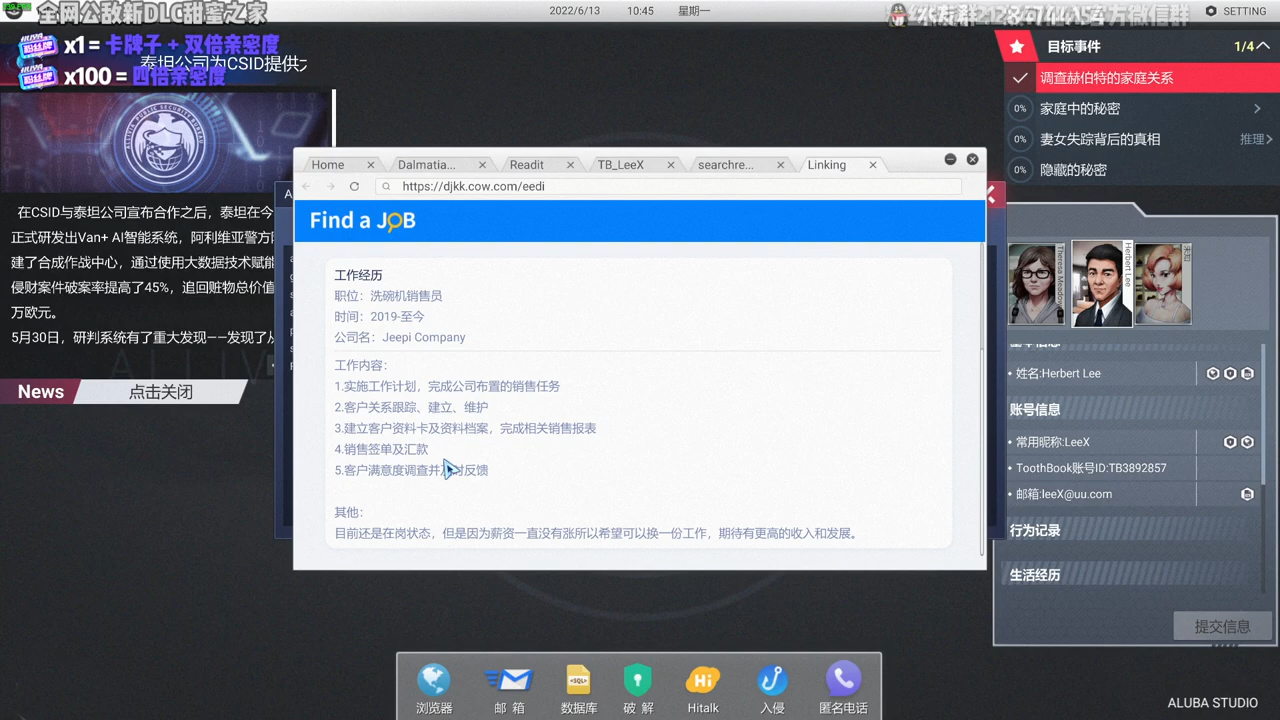 全网公敌新DLC甜蜜之家
2022/6/13 10:45 星期一
SETTING
x1 = 卡牌子 + 双倍亲密度
x100 = 四倍亲密度
泰坦公司为CSID提供
在CSID与泰坦公司宣布合作之后，泰坦在今
正式研发出Van+ AI智能系统，阿利维亚警方
建了合成作战中心，通过使用大数据技术赋能
侵财案件破案率提高了45%，追回赃物总价值
万欧元。
5月30日，研判系统有了重大发现——发现了从
News 点击关闭
Home
Dalmatia...
Readit
TB_LeeX
searchre...
Linking
https://djkk.cow.com/eedi
Find a JOB
工作经历
职位：洗碗机销售员
时间：2019-至今
公司名：Jeepi Company
工作内容：
1.实施工作计划，完成公司布置的销售任务
2.客户关系跟踪、建立、维护
3.建立客户资料卡及资料档案，完成相关销售报表
4.销售签单及汇款
5.客户满意度调查并及时反馈
其他：
目前还是在岗状态，但是因为薪资一直没有涨所以希望可以换一份工作，期待有更高的收入和发展。
目标事件 1/4
调查赫伯特的家庭关系
0% 家庭中的秘密
0% 妻女失踪背后的真相 推理
0% 隐藏的秘密
Herbert Lee
未知
• 姓名:Herbert Lee
账号信息
• 常用昵称:LeeX
• ToothBook账号ID:TB3892757
• 邮箱:leeX@uu.com
行为记录
生活经历
提交信息
浏览器
邮 箱
数据库
破 解
Hitalk
入侵
匿名电话
ALUBA STUDIO